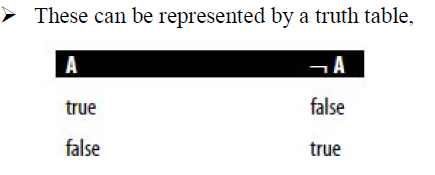 ➢ These can be represented by a truth table,
A ¬ A
true false
false true